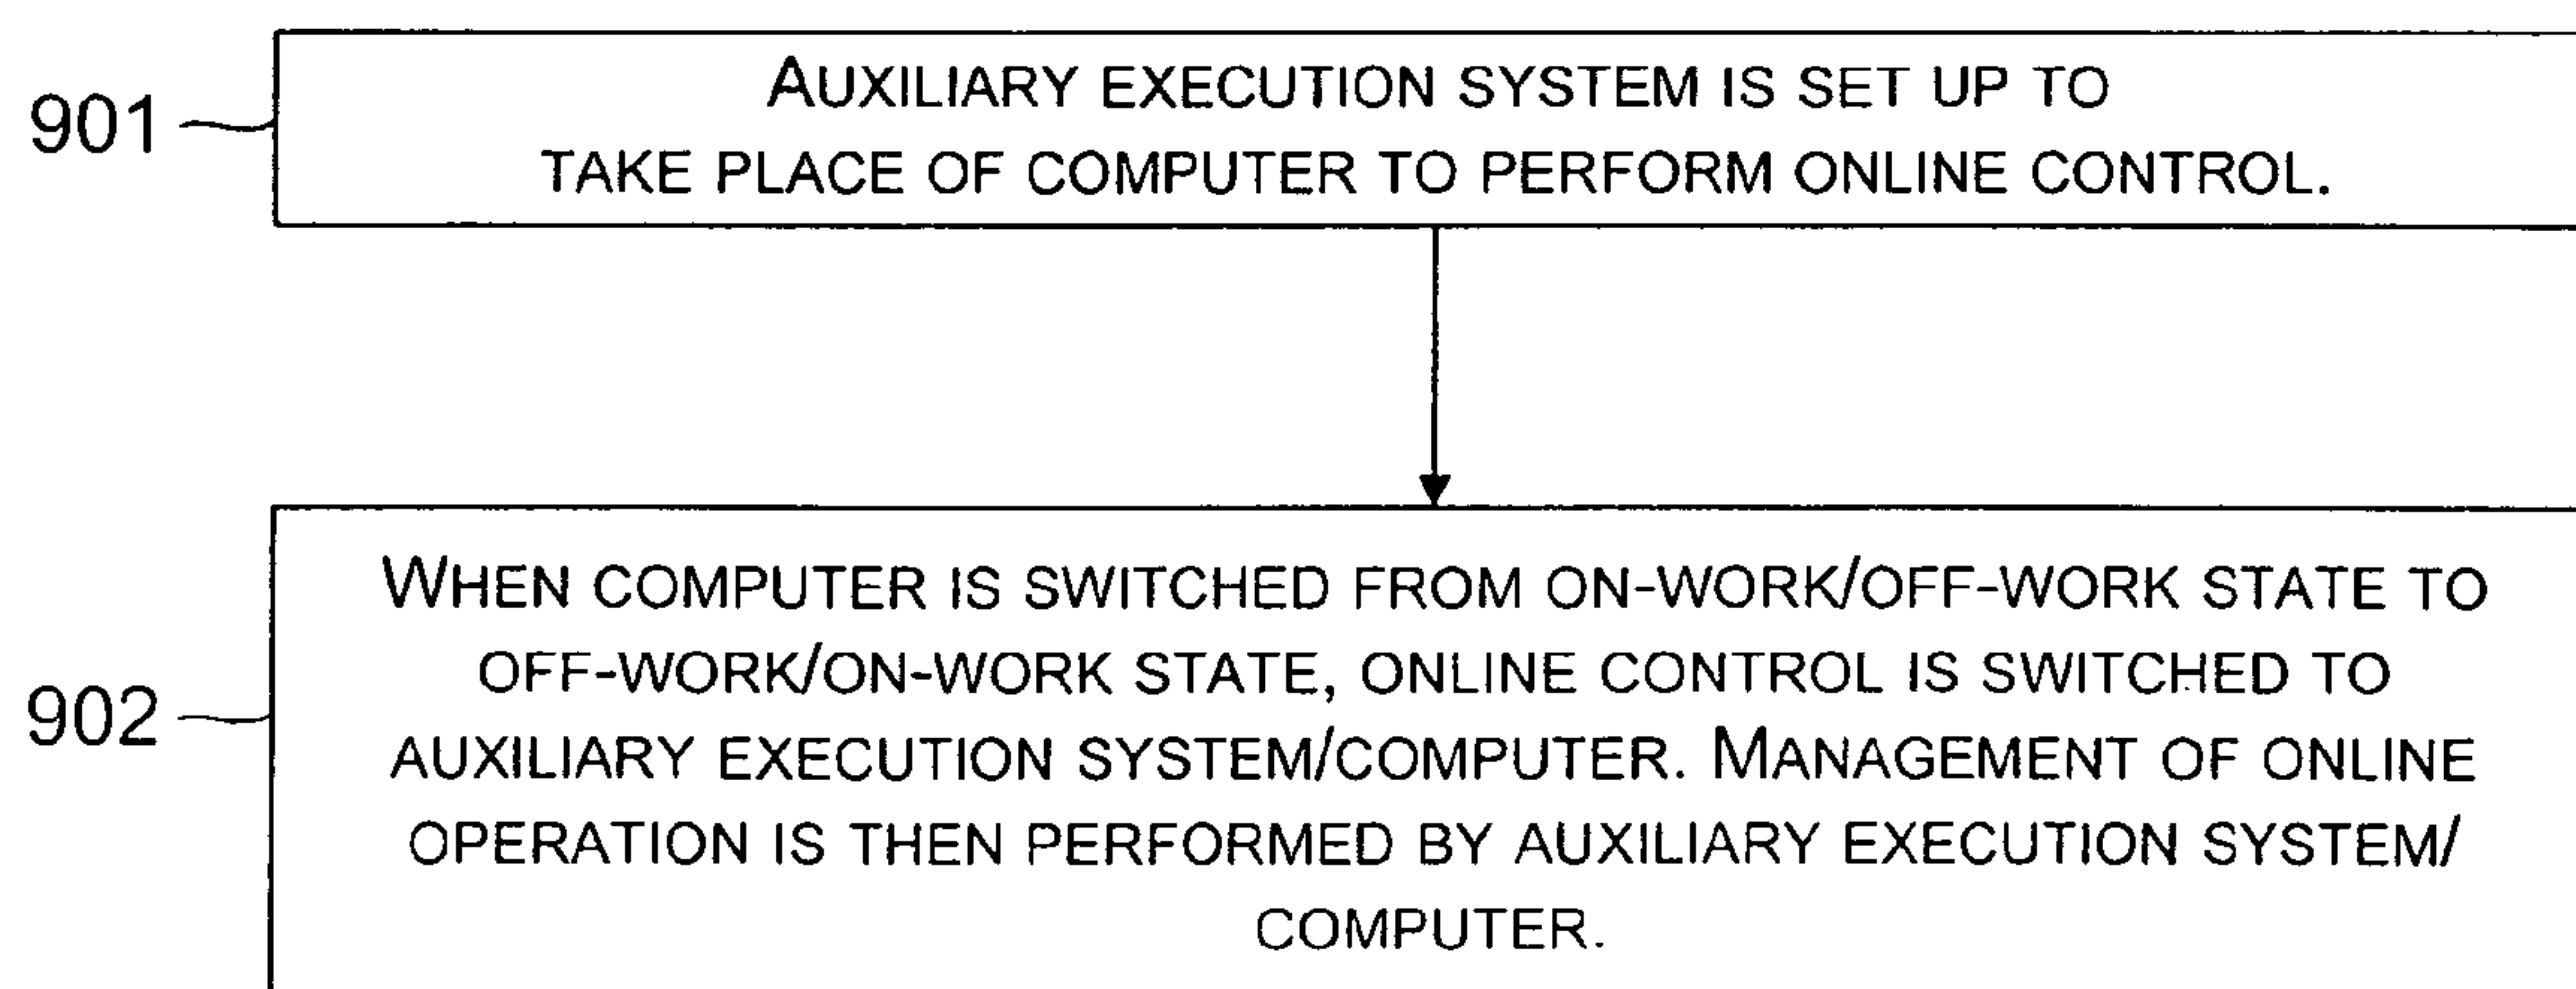 AUXILIARY EXECUTION SYSTEM IS SET UP TO
901
TAKE PLACE OF COMPUTER TO PERFORM ONLINE CONTROL.
WHEN COMPUTER IS SWITCHED FROM ON-WORK/OFF-WORK STATE TO
OFF-WORK/ON-WORK STATE, ONLINE CONTROL IS SWITCHED TO
902
AUXILIARY EXECUTION SYSTEM/COMPUTER. MANAGEMENT OF ONLINE
OPERATION IS THEN PERFORMED BY AUXILIARY EXECUTION SYSTEM/
COMPUTER.